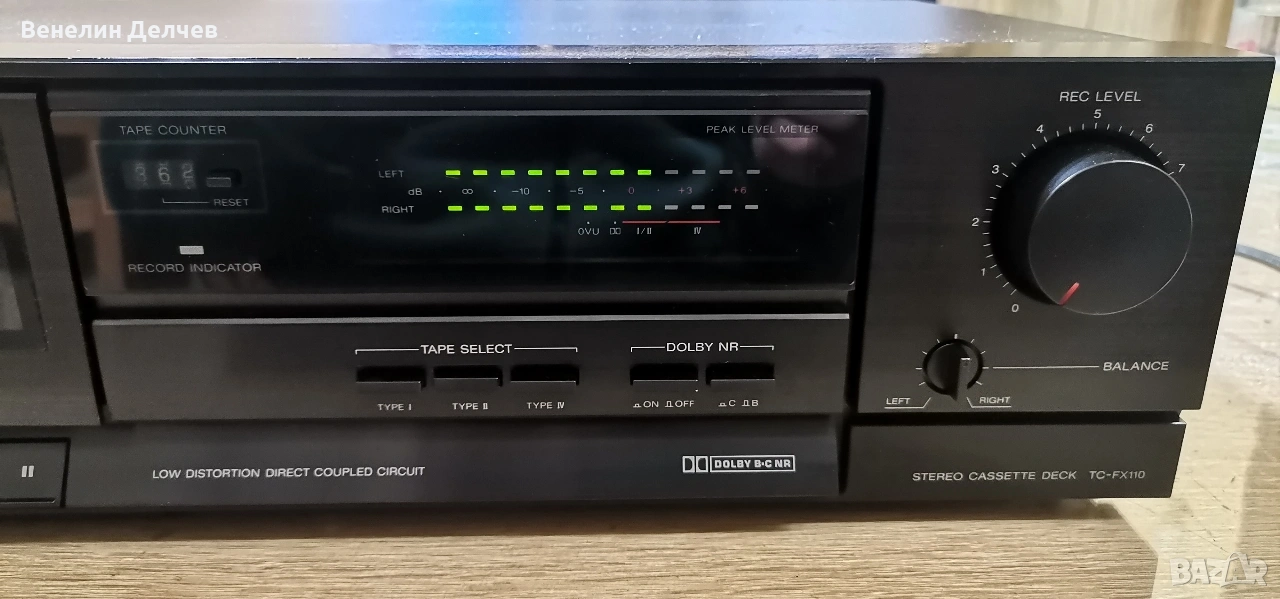 Венелин Делчев
TAPE COUNTER
362
RESET
RECORD INDICATOR
PEAK LEVEL METER
LEFT
dB · ∞ · −10 · −5 · 0 · +3 · +6 ·
RIGHT
0VU I/II IV
TAPE SELECT
TYPE I TYPE II TYPE IV
DOLBY NR
ON OFF C B
LOW DISTORTION DIRECT COUPLED CIRCUIT
DOLBY B·C NR
REC LEVEL
0 1 2 3 4 5 6 7
BALANCE
LEFT RIGHT
STEREO CASSETTE DECK TC-FX110
BAZAR